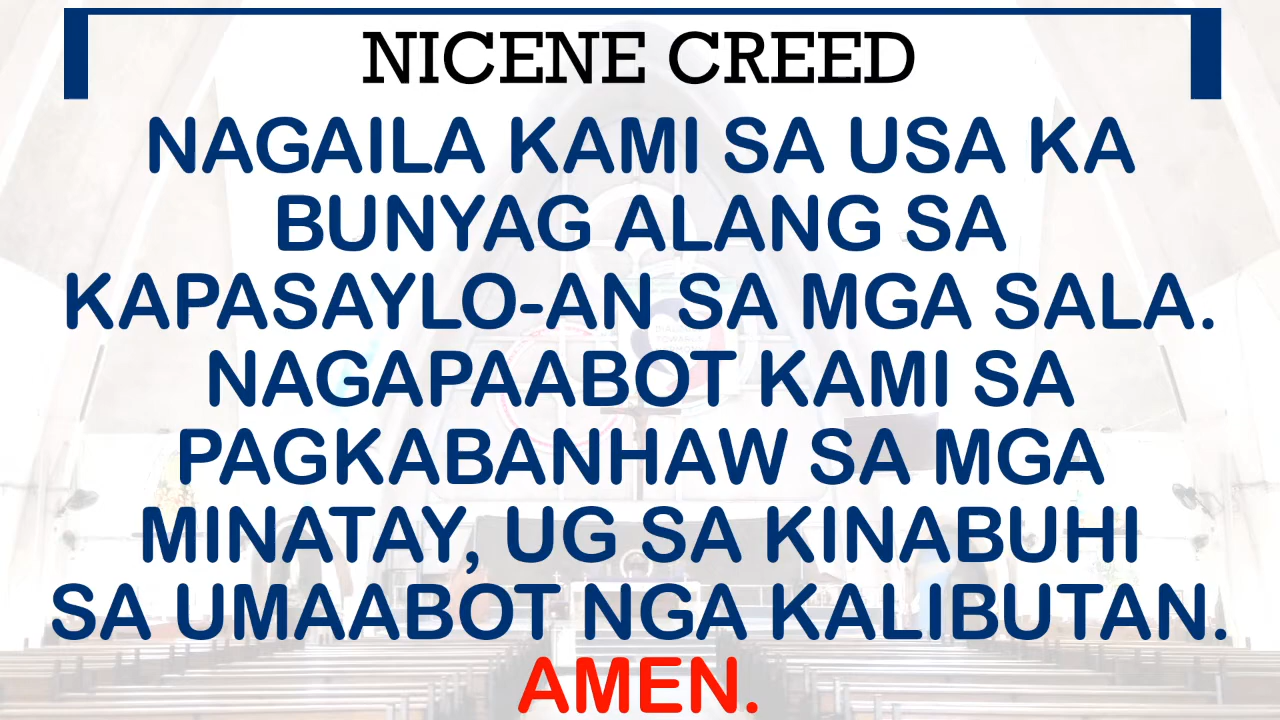 NICENE CREED
NAGAILA KAMI SA USA KA
BUNYAG ALANG SA
KAPASAYLO-AN SA MGA SALA.
NAGAPAABOT KAMI SA
PAGKABANHAW SA MGA
MINATAY, UG SA KINABUHI
SA UMAABOT NGA KALIBUTAN.
AMEN.